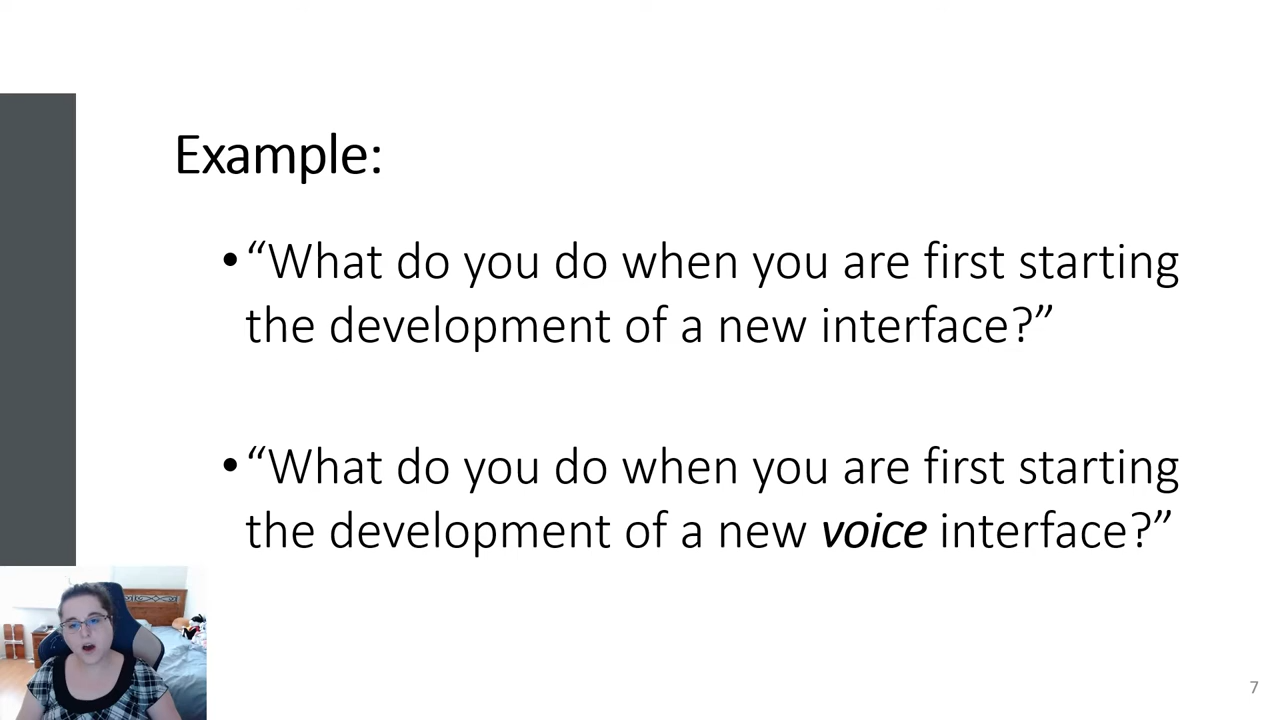 Example:
•“What do you do when you are first starting
the development of a new interface?”
•“What do you do when you are first starting
the development of a new voice interface?”
7